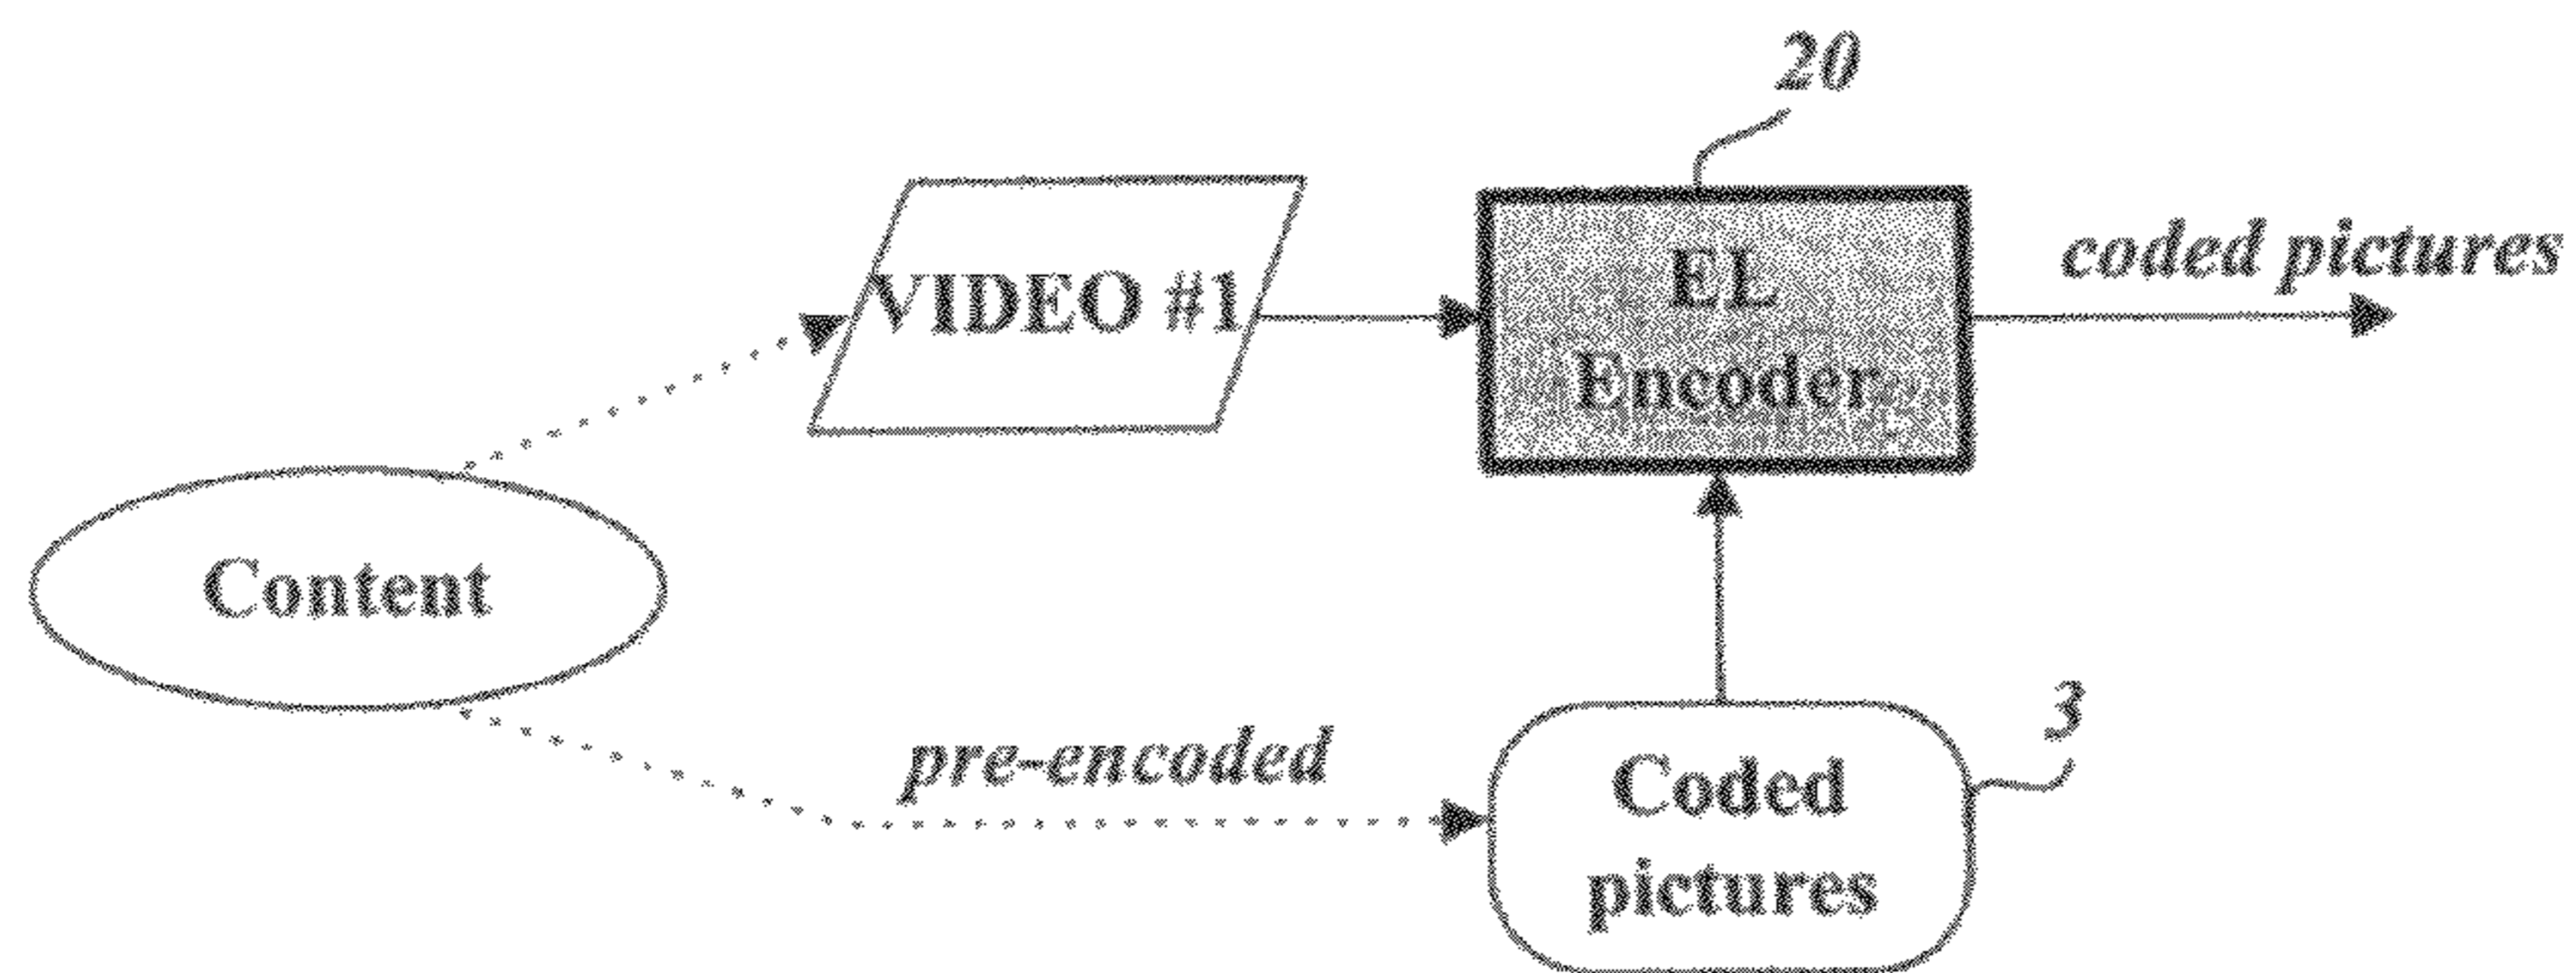 20
VIDEO #1
EL
Encoder
coded pictures
Content
pre-encoded
3
Coded
pictures